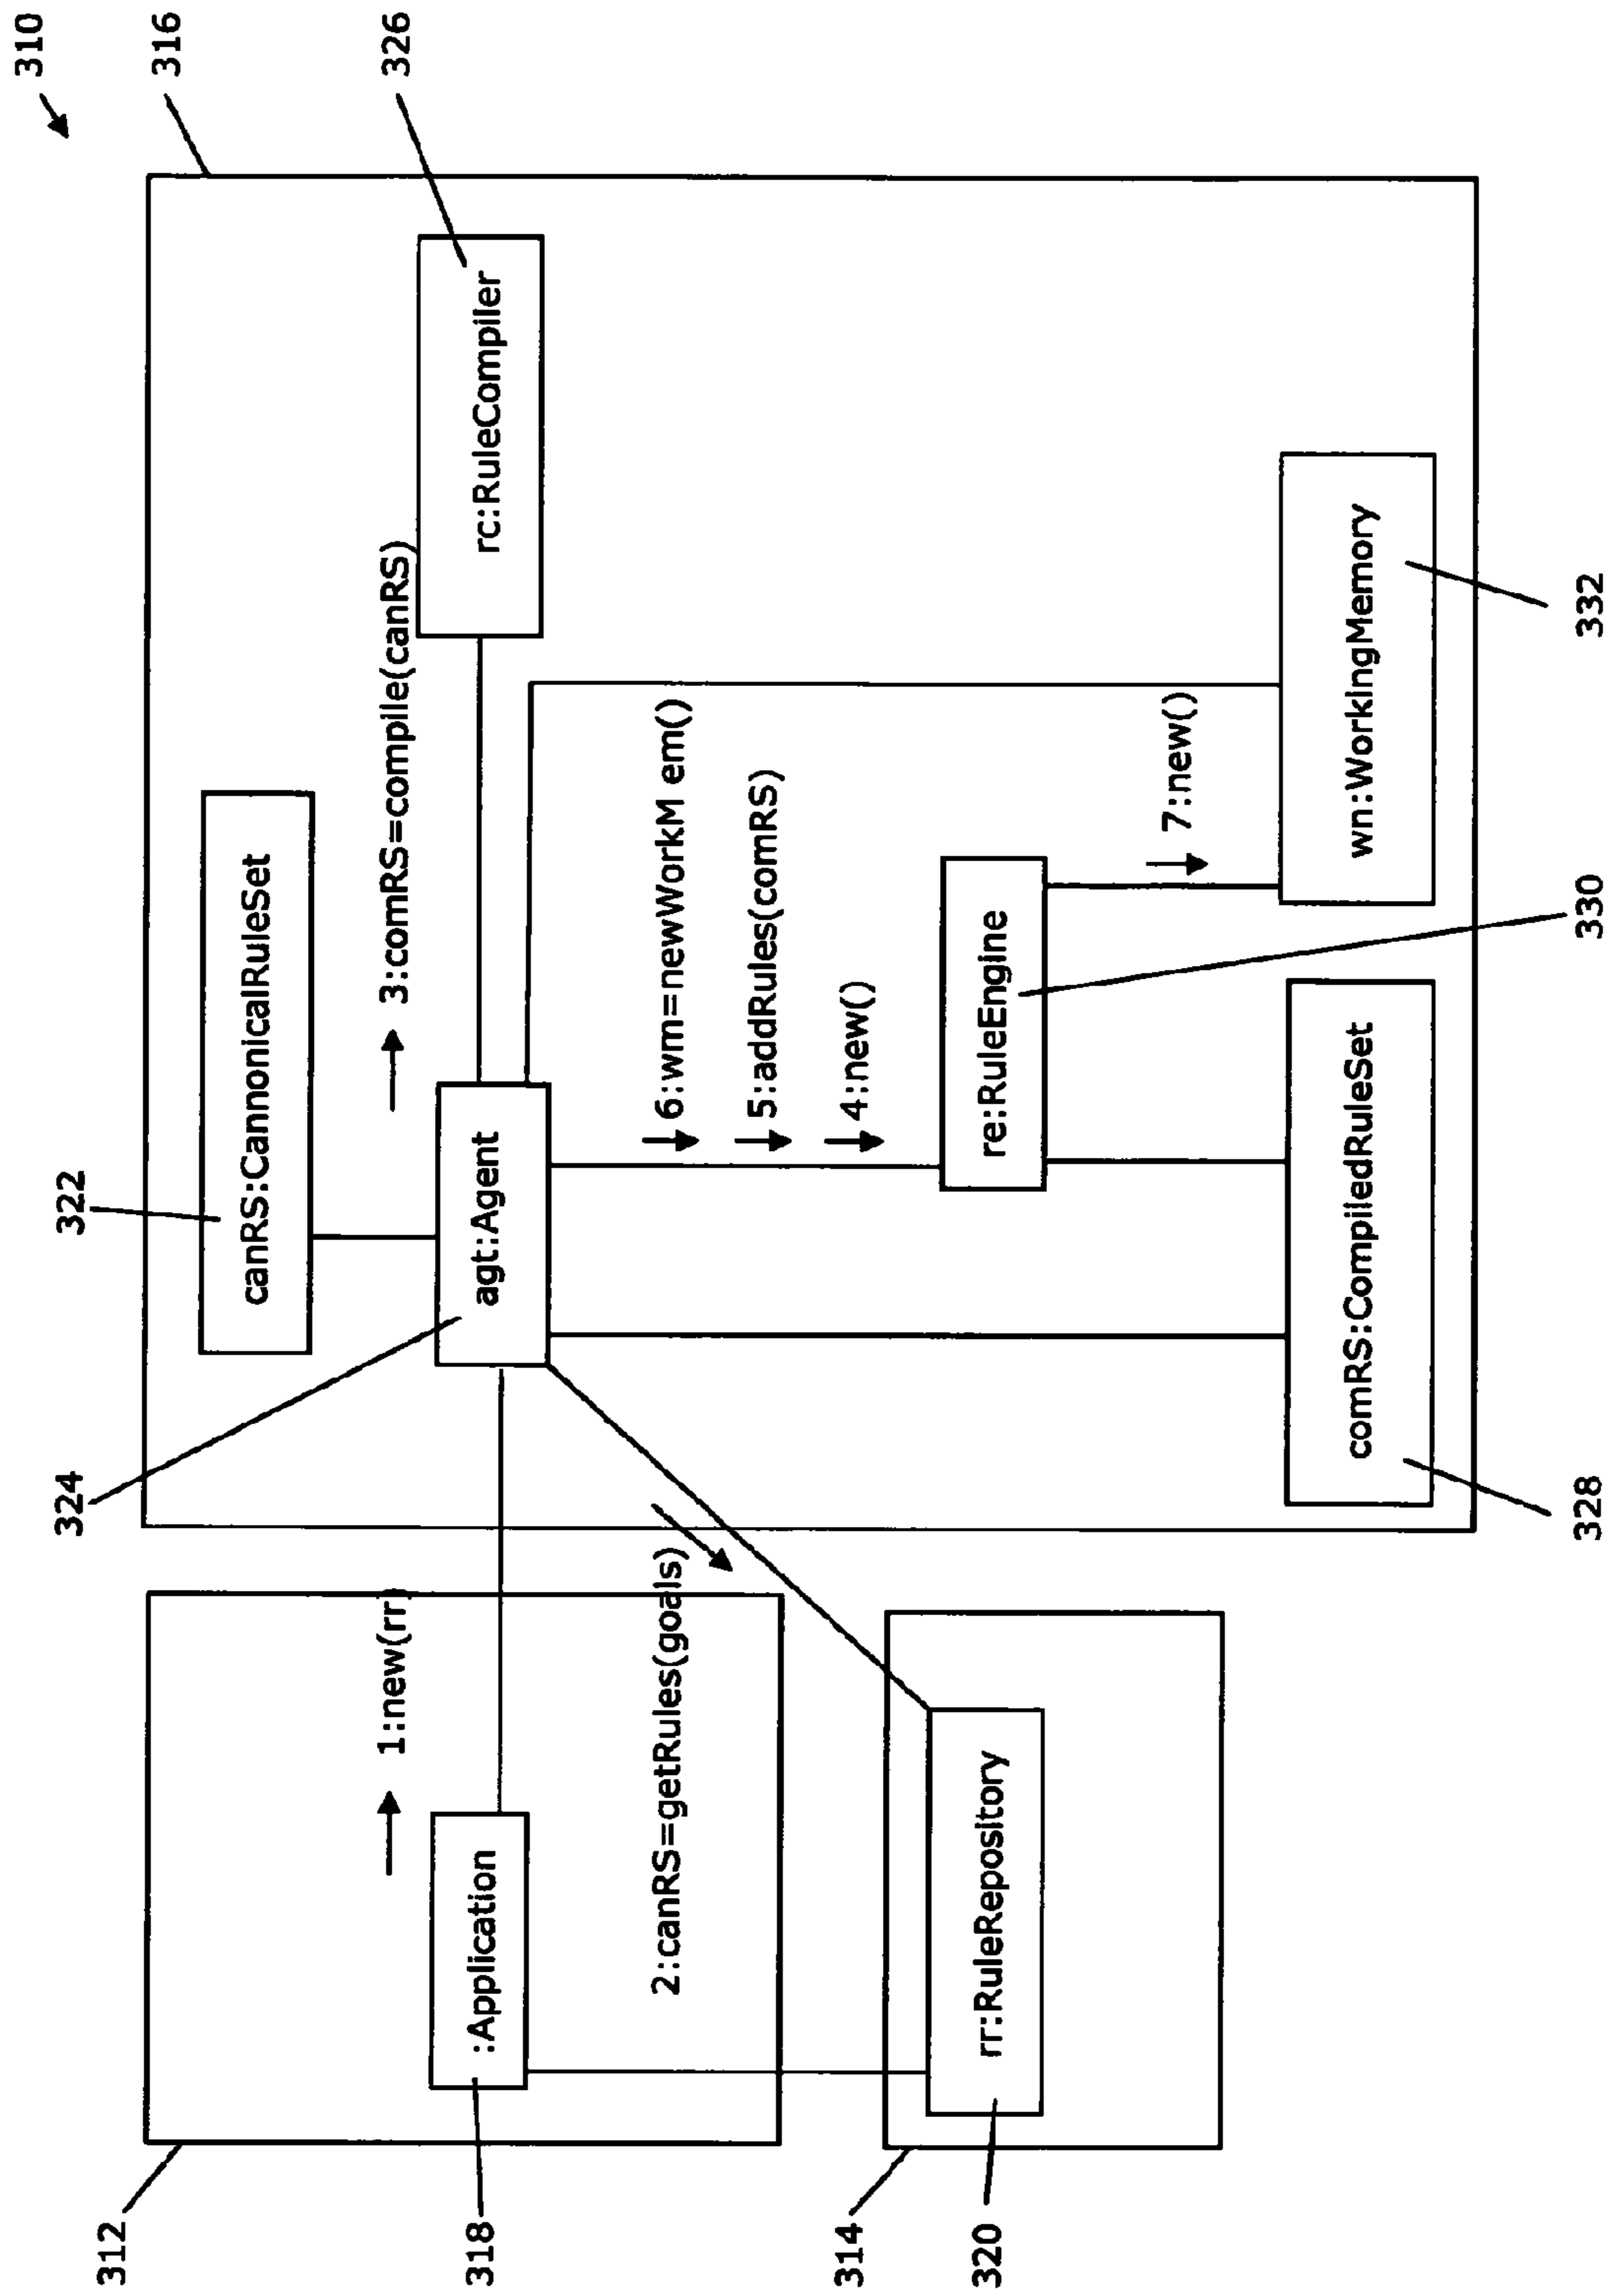 310
316
326
322
canRS:CannonicalRuleSet
3:comRS=compile(canRS)
rc:RuleCompiler
324
agt:Agent
6:wm=newWorkM em()
5:addRules(comRS)
4:new()
7:new()
re:RuleEngine
330
wn:WorkingMemory
332
comRS:CompiledRuleSet
328
312
1:new(rr)
:Application
318
2:canRS=getRules(goals)
314
rr:RuleRepository
320